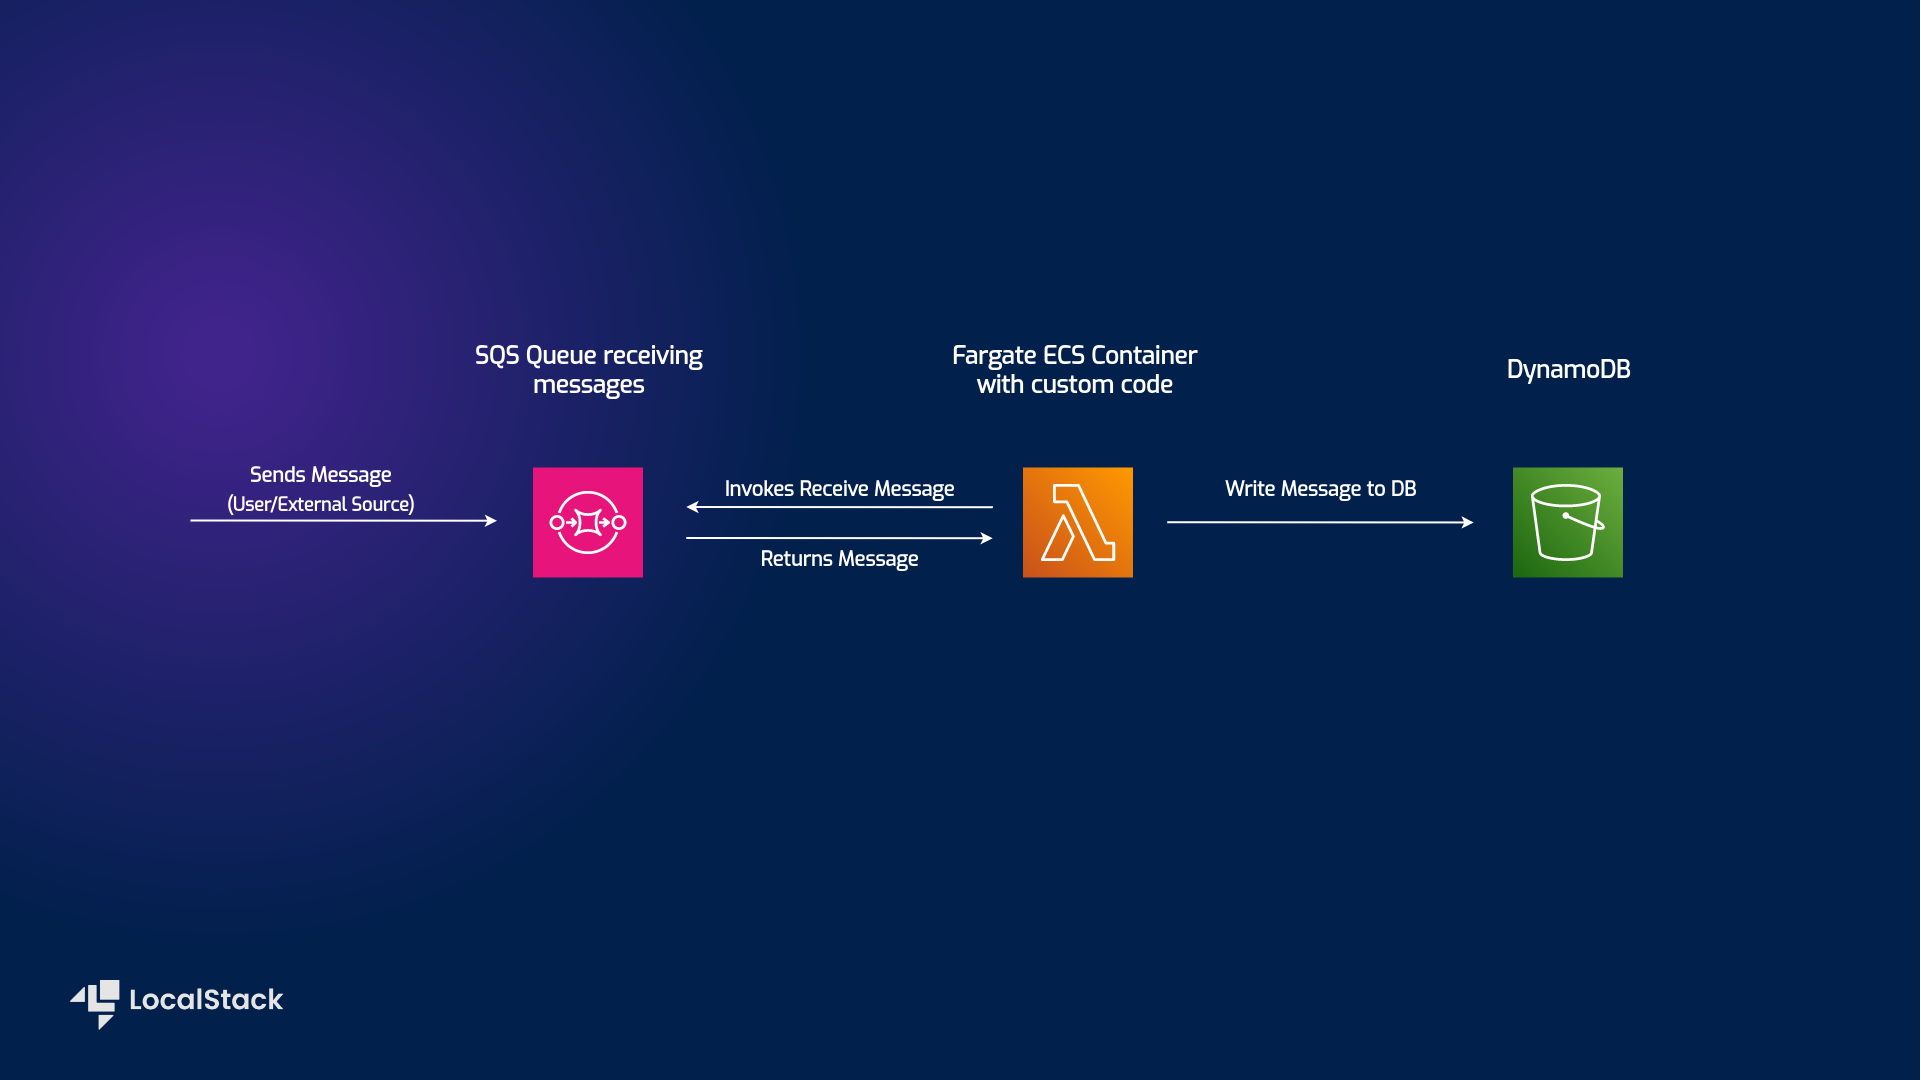 SQS Queue receiving
messages
Fargate ECS Container
with custom code
DynamoDB
Sends Message
(User/External Source)
Invokes Receive Message
Returns Message
Write Message to DB
LocalStack